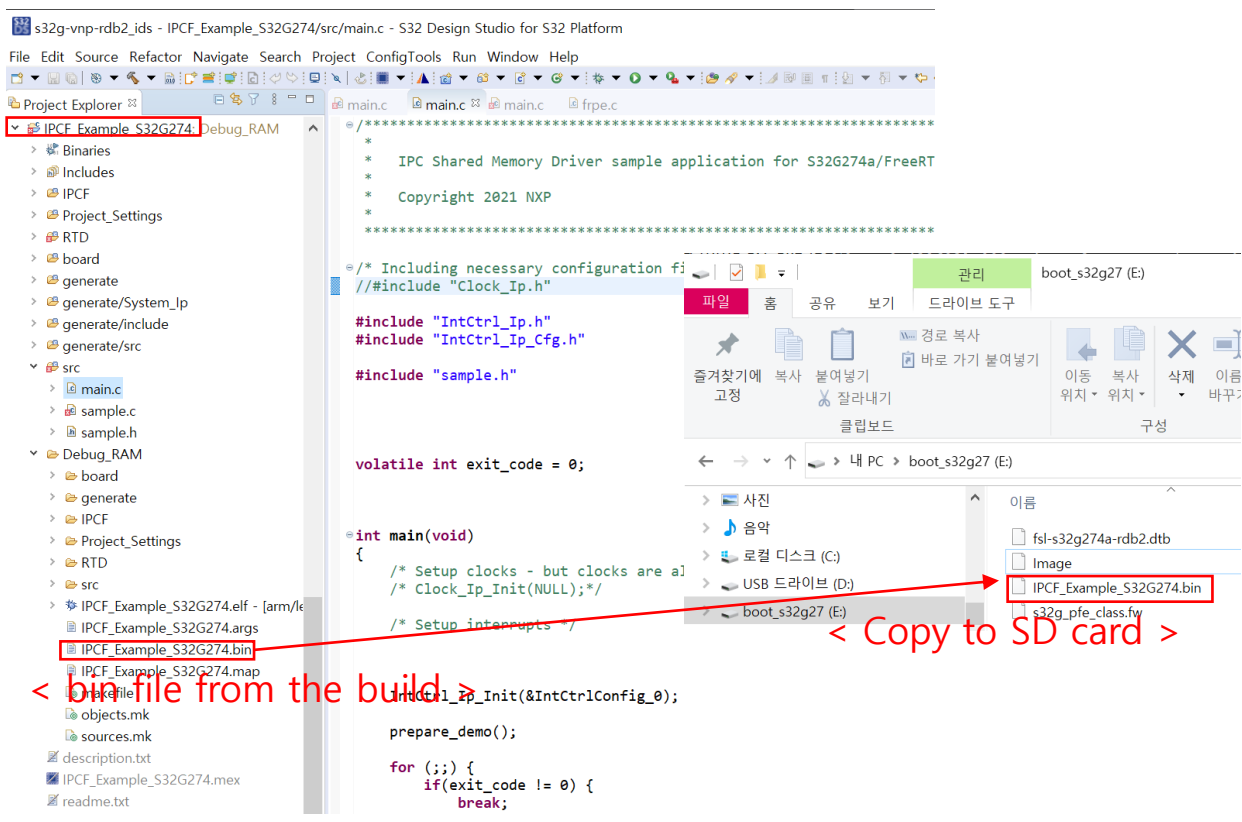 s32g-vnp-rdb2_ids - IPCF_Example_S32G274/src/main.c - S32 Design Studio for S32 Platform
File Edit Source Refactor Navigate Search Project ConfigTools Run Window Help
Project Explorer
main.c main.c main.c frpe.c
IPCF_Example_S32G274: Debug_RAM
Binaries
Includes
IPCF
Project_Settings
RTD
board
generate
generate/System_Ip
generate/include
generate/src
src
main.c
sample.c
sample.h
Debug_RAM
board
generate
IPCF
Project_Settings
RTD
src
IPCF_Example_S32G274.elf - [arm/le
IPCF_Example_S32G274.args
IPCF_Example_S32G274.bin
IPCF_Example_S32G274.map
makefile
objects.mk
sources.mk
description.txt
IPCF_Example_S32G274.mex
readme.txt
< bin file from the build >
/*******************************************************************
*
* IPC Shared Memory Driver sample application for S32G274a/FreeRT
*
* Copyright 2021 NXP
*
*******************************************************************
/* Including necessary configuration fi
//#include "Clock_Ip.h"
#include "IntCtrl_Ip.h"
#include "IntCtrl_Ip_Cfg.h"
#include "sample.h"
volatile int exit_code = 0;
int main(void)
{
/* Setup clocks - but clocks are al
/* Clock_Ip_Init(NULL);*/
/* Setup interrupts */
IntCtrl_Ip_Init(&IntCtrlConfig_0);
prepare_demo();
for (;;) {
if(exit_code != 0) {
break;
관리 boot_s32g27 (E:)
파일 홈 공유 보기 드라이브 도구
즐겨찾기에 고정
복사
붙여넣기
경로 복사
바로 가기 붙여넣기
잘라내기
클립보드
이동 위치
복사 위치
삭제
이름 바꾸기
구성
내 PC > boot_s32g27 (E:)
사진
음악
로컬 디스크 (C:)
USB 드라이브 (D:)
boot_s32g27 (E:)
이름
fsl-s32g274a-rdb2.dtb
Image
IPCF_Example_S32G274.bin
s32g_pfe_class.fw
< Copy to SD card >